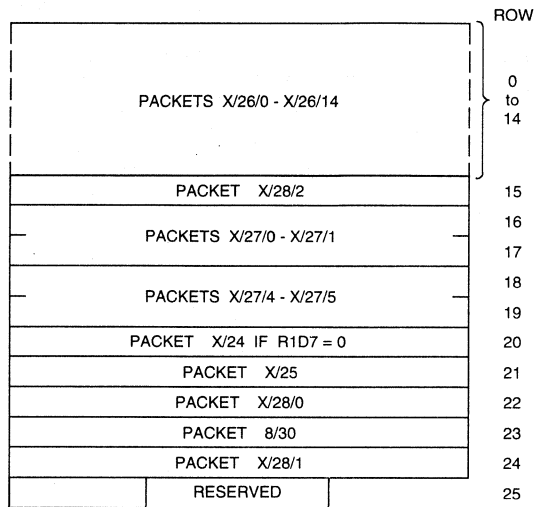 ROW
PACKETS X/26/0 - X/26/14
0
to
14
PACKET X/28/2 15
16
PACKETS X/27/0 - X/27/1
17
18
PACKETS X/27/4 - X/27/5
19
PACKET X/24 IF R1D7 = 0 20
PACKET X/25 21
PACKET X/28/0 22
PACKET 8/30 23
PACKET X/28/1 24
RESERVED 25